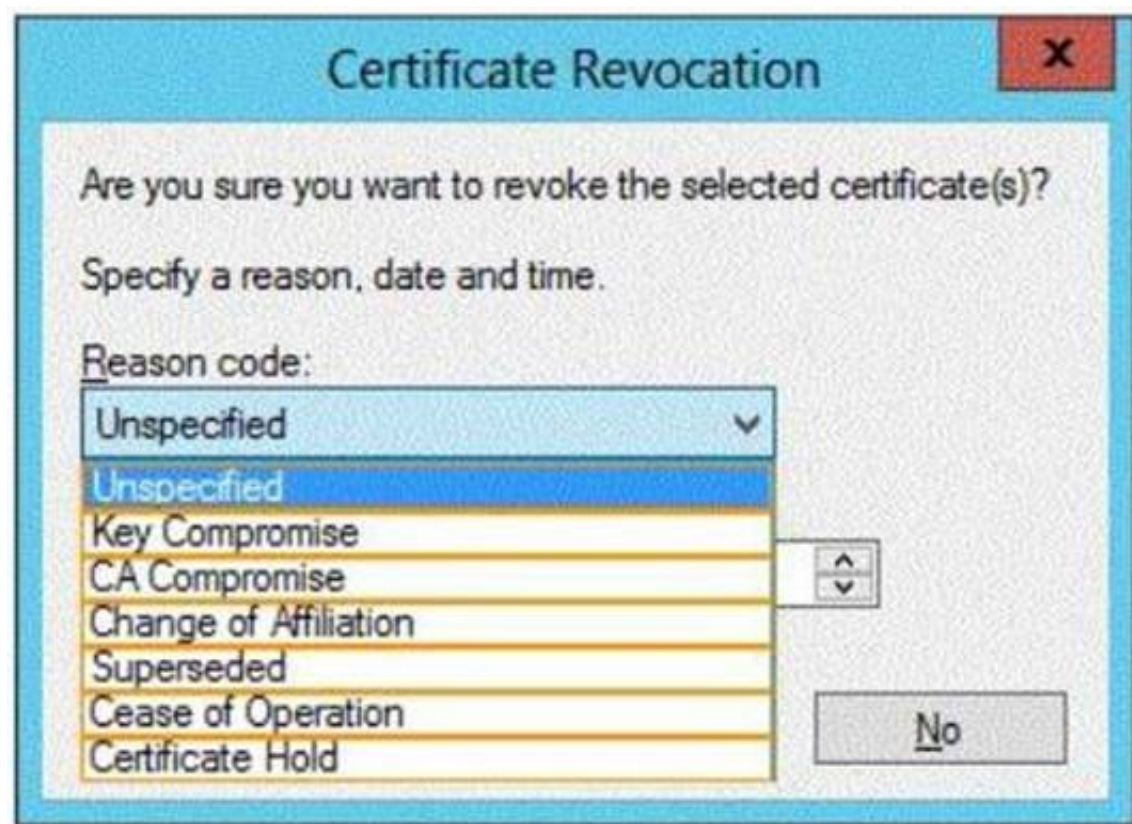 Certificate Revocation
x
Are you sure you want to revoke the selected certificate(s)?
Specify a reason, date and time.
Reason code:
Unspecified
Unspecified
Key Compromise
CA Compromise
Change of Affiliation
Superseded
Cease of Operation
Certificate Hold
No